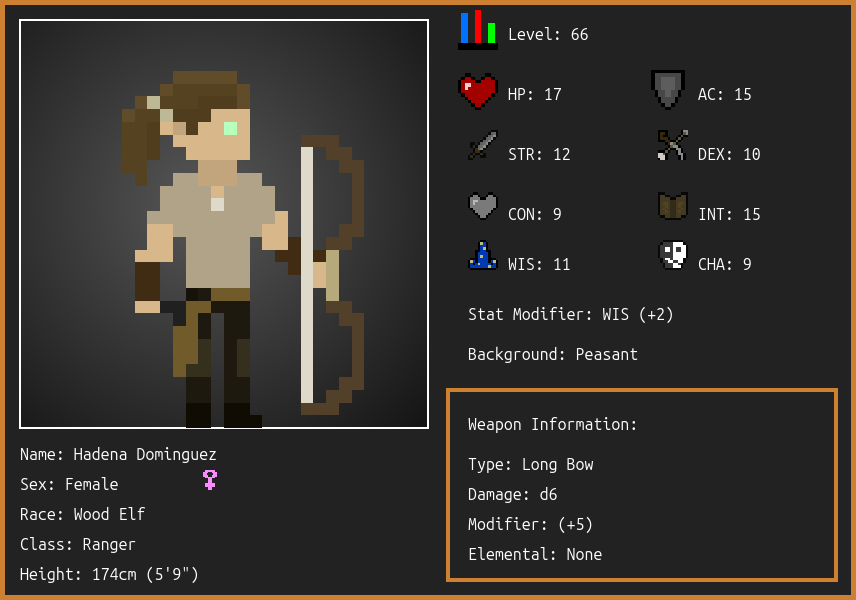 Level: 66
HP: 17
AC: 15
STR: 12
DEX: 10
CON: 9
INT: 15
WIS: 11
CHA: 9
Stat Modifier: WIS (+2)
Background: Peasant
Weapon Information:
Type: Long Bow
Damage: d6
Modifier: (+5)
Elemental: None
Name: Hadena Dominguez
Sex: Female
Race: Wood Elf
Class: Ranger
Height: 174cm (5'9")